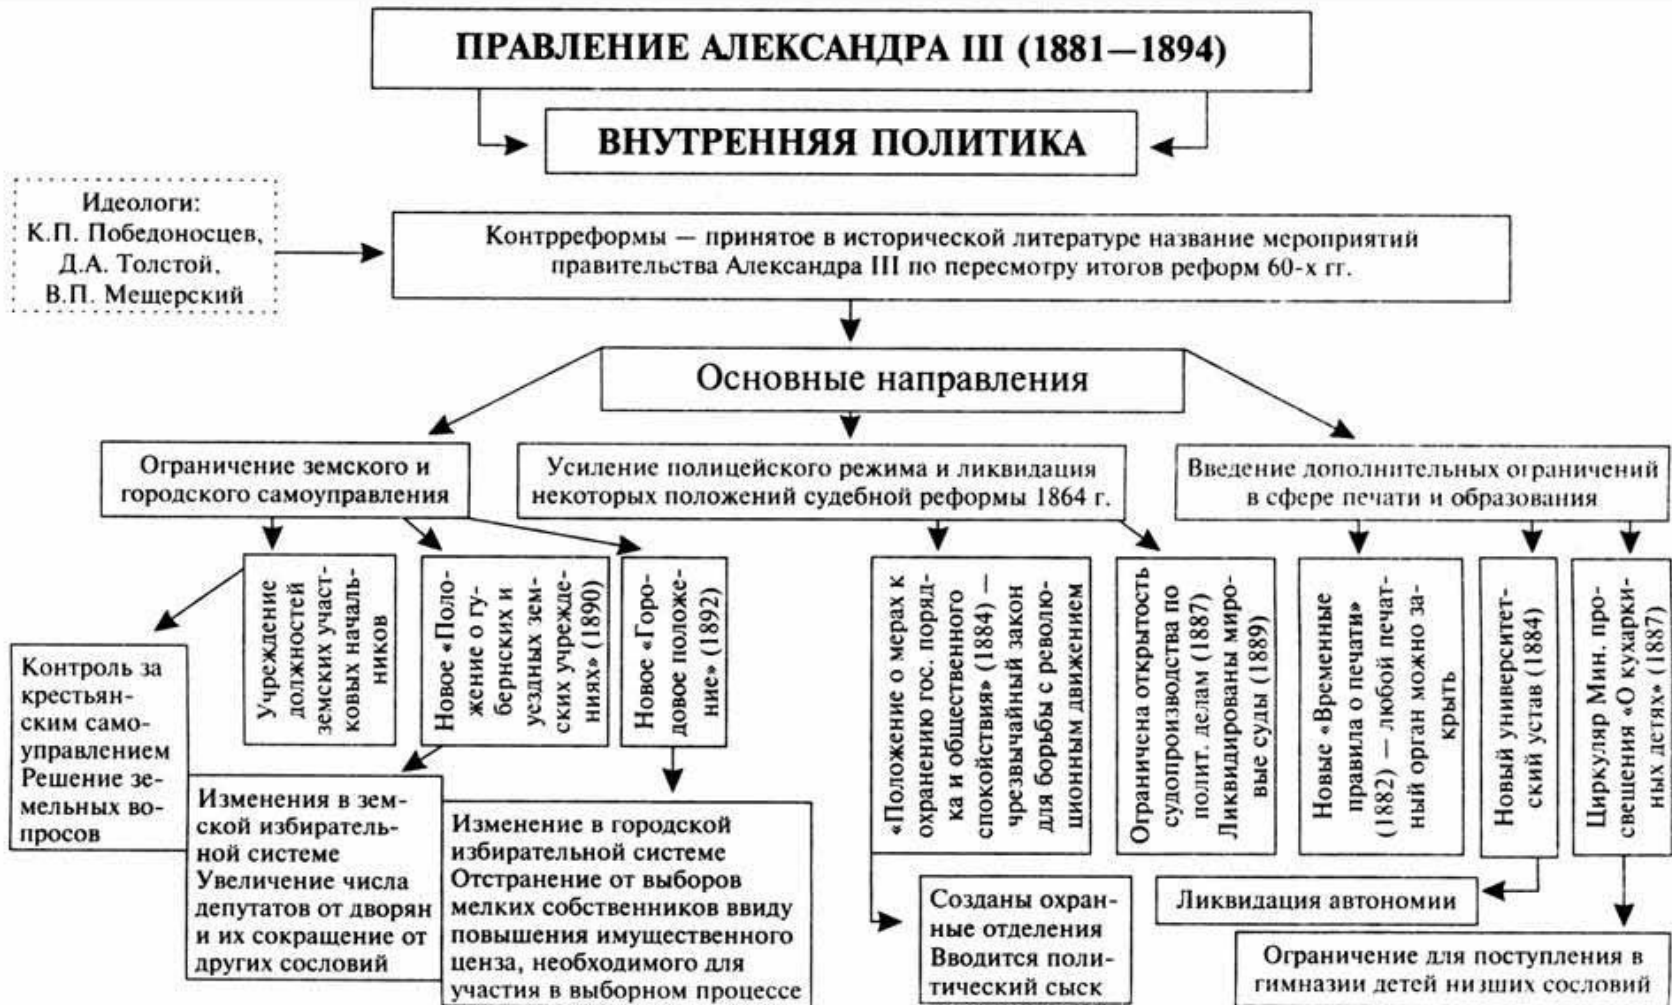 ПРАВЛЕНИЕ АЛЕКСАНДРА III (1881—1894)
ВНУТРЕННЯЯ ПОЛИТИКА
Идеологи:
К.П. Победоносцев,
Д.А. Толстой,
В.П. Мещерский
Контрреформы — принятое в исторической литературе название мероприятий
правительства Александра III по пересмотру итогов реформ 60-х гг.
Основные направления
Ограничение земского и
городского самоуправления
Усиление полицейского режима и ликвидация
некоторых положений судебной реформы 1864 г.
Введение дополнительных ограничений
в сфере печати и образования
Учреждение
должностей
земских участ-
ковых началь-
ников
Новое «Поло-
жение о гу-
бернских и
уездных зем-
ских учрежде-
ниях» (1890)
Новое «Горо-
довое положе-
ние» (1892)
«Положение о мерах к
охранению гос. поряд-
ка и общественного
спокойствия» (1884) —
чрезвычайный закон
для борьбы с револю-
ционным движением
Ограничена открытость
судопроизводства по
полит. делам (1887)
Ликвидированы миро-
вые суды (1889)
Новые «Временные
правила о печати»
(1882) — любой печат-
ный орган можно за-
крыть
Новый университет-
ский устав (1884)
Циркуляр Мин. про-
свещения «О кухарки-
ных детях» (1887)
Контроль за
крестьян-
ским само-
управлением
Решение зе-
мельных во-
просов
Изменения в зем-
ской избиратель-
ной системе
Увеличение числа
депутатов от дворян
и их сокращение от
других сословий
Изменение в городской
избирательной системе
Отстранение от выборов
мелких собственников ввиду
повышения имущественного
ценза, необходимого для
участия в выборном процессе
Созданы охран-
ные отделения
Вводится поли-
тический сыск
Ликвидация автономии
Ограничение для поступления в
гимназии детей низших сословий